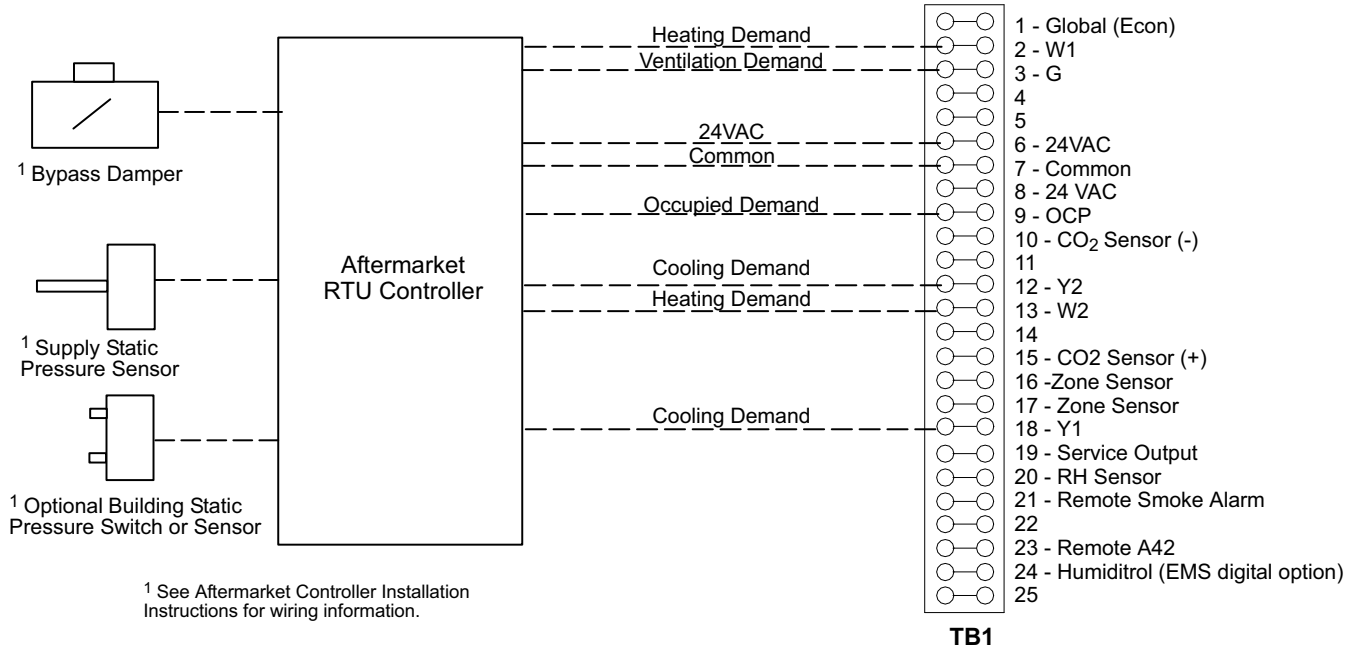 1 Bypass Damper
1 Supply Static
Pressure Sensor
1 Optional Building Static
Pressure Switch or Sensor
Aftermarket
RTU Controller
Heating Demand
Ventilation Demand
24VAC
Common
Occupied Demand
Cooling Demand
Heating Demand
Cooling Demand
1 - Global (Econ)
2 - W1
3 - G
4
5
6 - 24VAC
7 - Common
8 - 24 VAC
9 - OCP
10 - CO2 Sensor (-)
11
12 - Y2
13 - W2
14
15 - CO2 Sensor (+)
16 -Zone Sensor
17 - Zone Sensor
18 - Y1
19 - Service Output
20 - RH Sensor
21 - Remote Smoke Alarm
22
23 - Remote A42
24 - Humiditrol (EMS digital option)
25
TB1
1 See Aftermarket Controller Installation
Instructions for wiring information.